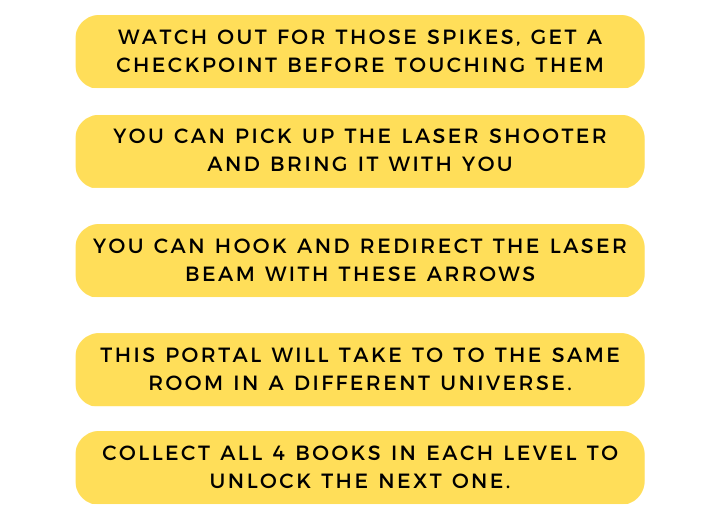 WATCH OUT FOR THOSE SPIKES, GET A
CHECKPOINT BEFORE TOUCHING THEM
YOU CAN PICK UP THE LASER SHOOTER
AND BRING IT WITH YOU
YOU CAN HOOK AND REDIRECT THE LASER
BEAM WITH THESE ARROWS
THIS PORTAL WILL TAKE TO TO THE SAME
ROOM IN A DIFFERENT UNIVERSE.
COLLECT ALL 4 BOOKS IN EACH LEVEL TO
UNLOCK THE NEXT ONE.